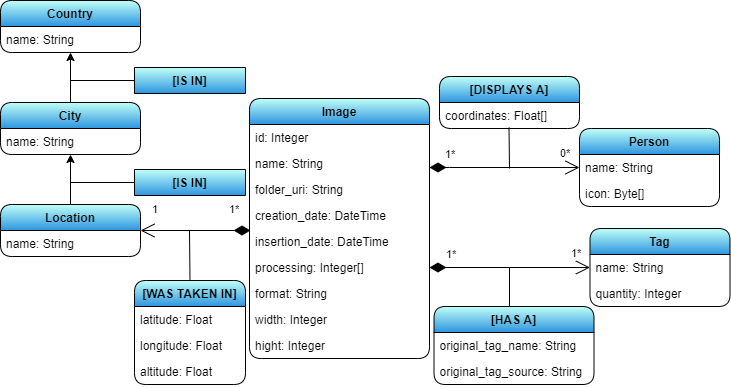 Country
name: String
[IS IN]
City
name: String
[IS IN]
Location
name: String
1
1*
[WAS TAKEN IN]
latitude: Float
longitude: Float
altitude: Float
Image
id: Integer
name: String
folder_uri: String
creation_date: DateTime
insertion_date: DateTime
processing: Integer[]
format: String
width: Integer
hight: Integer
[DISPLAYS A]
coordinates: Float[]
1*
0*
Person
name: String
icon: Byte[]
1*
1*
Tag
name: String
quantity: Integer
[HAS A]
original_tag_name: String
original_tag_source: String